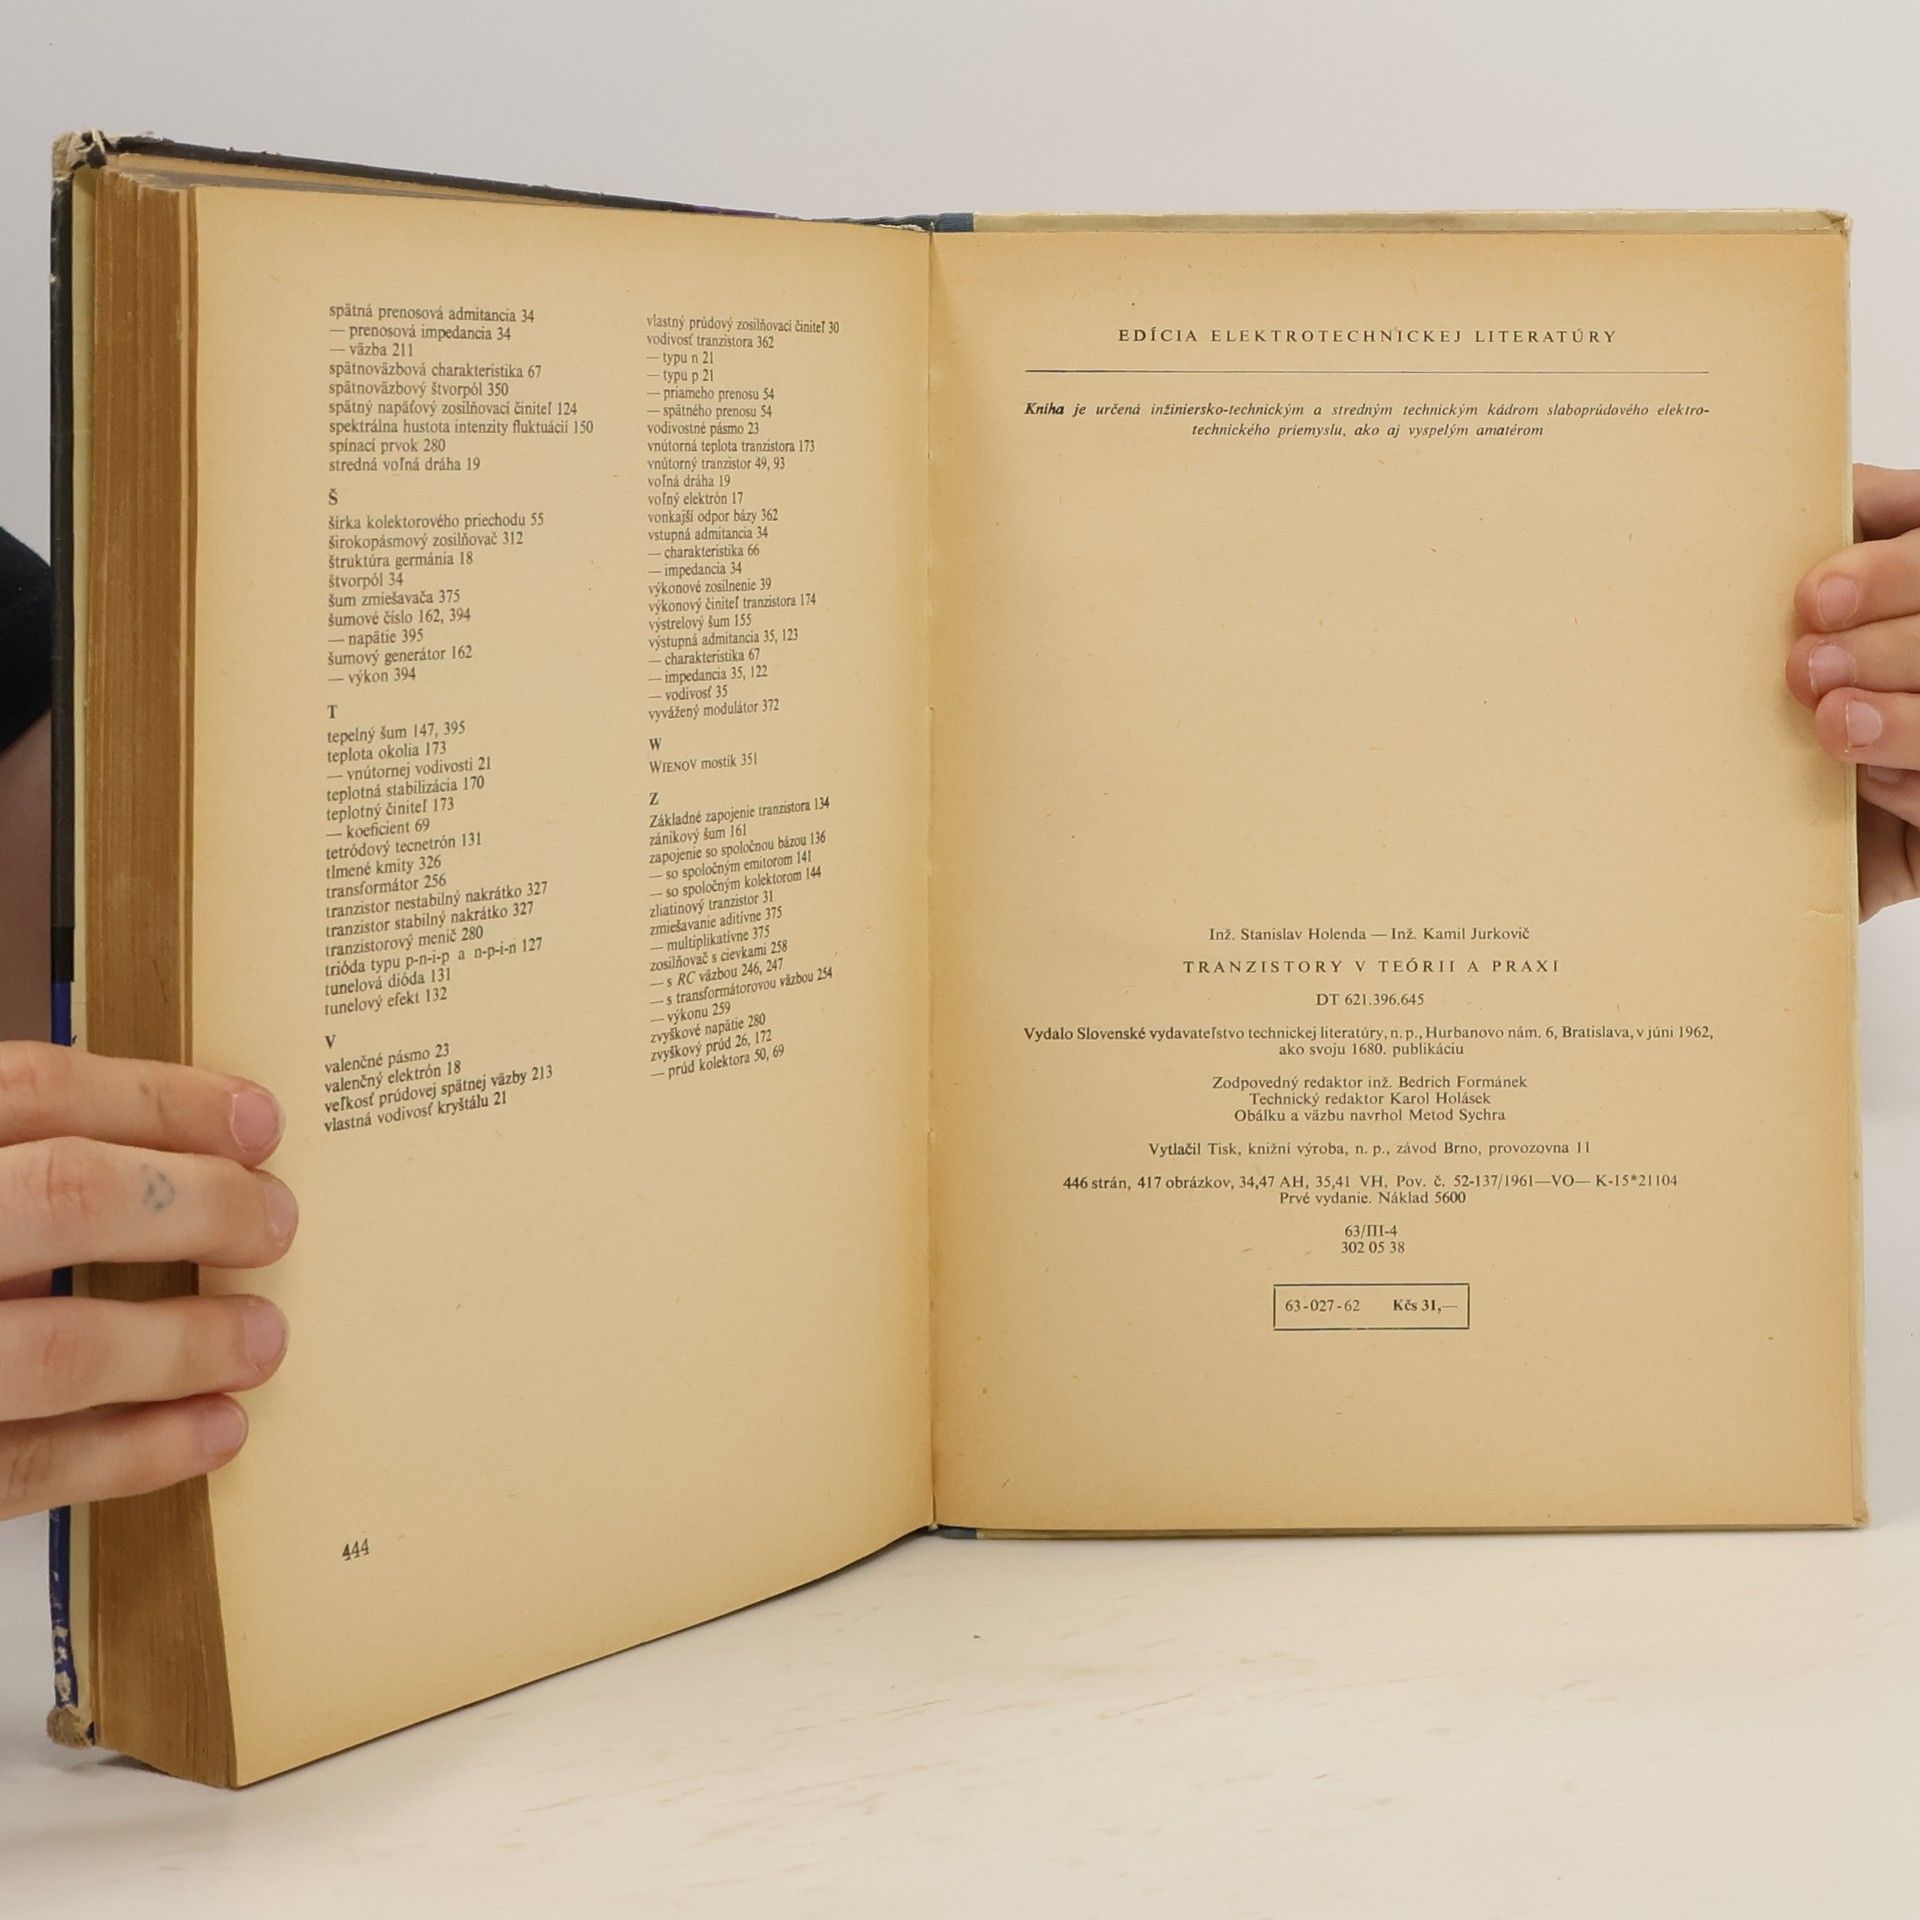 spätná prenosová admitancia 34
— prenosová impedancia 34
— väzba 211
spätnoväzbová charakteristika 67
spätnoväzbový štvorpól 350
spätný napäťový zosilňovací činiteľ 124
spektrálna hustota intenzity fluktuácií 150
spínací prvok 280
stredná voľná dráha 19
Š
šírka kolektorového priechodu 55
širokopásmový zosilňovač 312
štruktúra germánia 18
štvorpól 34
šum zmiešavača 375
šumové číslo 162, 394
— napätie 395
šumový generátor 162
— výkon 394
T
tepelný šum 147, 395
teplota okolia 173
— vnútornej vodivosti 21
teplotná stabilizácia 170
teplotný činiteľ 173
— koeficient 69
tetródový tecnetrón 131
tlmené kmity 326
transformátor 256
tranzistor nestabilný nakrátko 327
tranzistor stabilný nakrátko 327
tranzistorový menič 280
trióda typu p-n-i-p a n-p-i-n 127
tunelová dióda 131
tunelový efekt 132
V
valenčné pásmo 23
valenčný elektrón 18
veľkosť prúdovej spätnej väzby 213
vlastná vodivosť kryštálu 21
vlastný prúdový zosilňovací činiteľ 30
vodivosť tranzistora 362
— typu n 21
— typu p 21
— priameho prenosu 54
— spätného prenosu 54
vodivostné pásmo 23
vnútorná teplota tranzistora 173
vnútorný tranzistor 49, 93
voľná dráha 19
voľný elektrón 17
vonkajší odpor bázy 362
vstupná admitancia 34
— charakteristika 66
— impedancia 34
výkonové zosilnenie 39
výkonový činiteľ tranzistora 174
výstrelový šum 155
výstupná admitancia 35, 123
— charakteristika 67
— impedancia 35, 122
— vodivosť 35
vyvážený modulátor 372
W
WIENOV mostík 351
Z
Základné zapojenie tranzistora 134
zánikový šum 161
zapojenie so spoločnou bázou 136
— so spoločným emitorom 141
— so spoločným kolektorom 144
zliatinový tranzistor 31
zmiešavanie aditívne 375
— multiplikatívne 375
zosilňovač s cievkami 258
— s RC väzbou 246, 247
— s transformátorovou väzbou 254
— výkonu 259
zvyškové napätie 280
zvyškový prúd 26, 172
— prúd kolektora 50, 69
444
EDÍCIA ELEKTROTECHNICKEJ LITERATÚRY
Kniha je určená inžiniersko-technickým a stredným technickým kádrom slaboprúdového elektro-
technického priemyslu, ako aj vyspelým amatérom
Inž. Stanislav Holenda — Inž. Kamil Jurkovič
TRANZISTORY V TEÓRII A PRAXI
DT 621.396.645
Vydalo Slovenské vydavateľstvo technickej literatúry, n. p., Hurbanovo nám. 6, Bratislava, v júni 1962,
ako svoju 1680. publikáciu
Zodpovedný redaktor inž. Bedrich Formánek
Technický redaktor Karol Holásek
Obálku a väzbu navrhol Metod Sychra
Vytlačil Tisk, knižní výroba, n. p., závod Brno, provozovna 11
446 strán, 417 obrázkov, 34,47 AH, 35,41 VH, Pov. č. 52-137/1961—VO— K-15*21104
Prvé vydanie. Náklad 5600
63/III-4
302 05 38
63-027-62 Kčs 31,—